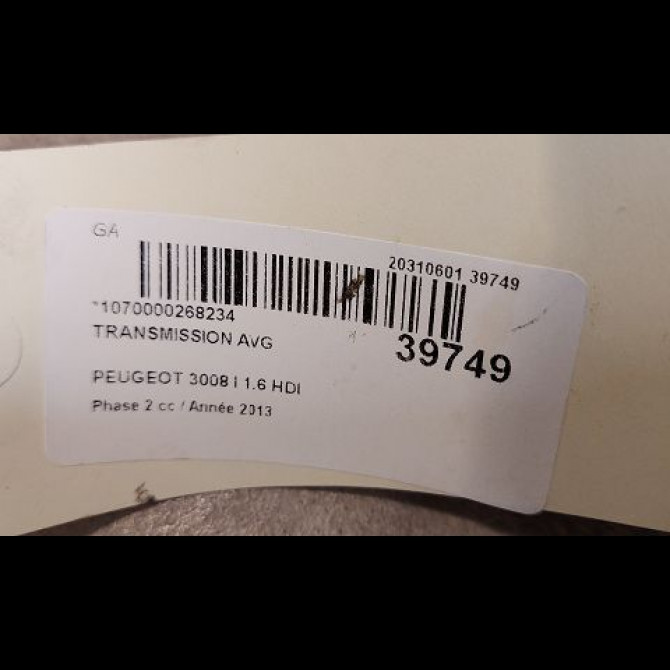 GA
20310601 39749
*1070000268234
TRANSMISSION AVG
39749
PEUGEOT 3008 I 1.6 HDI
Phase 2 cc / Année 2013